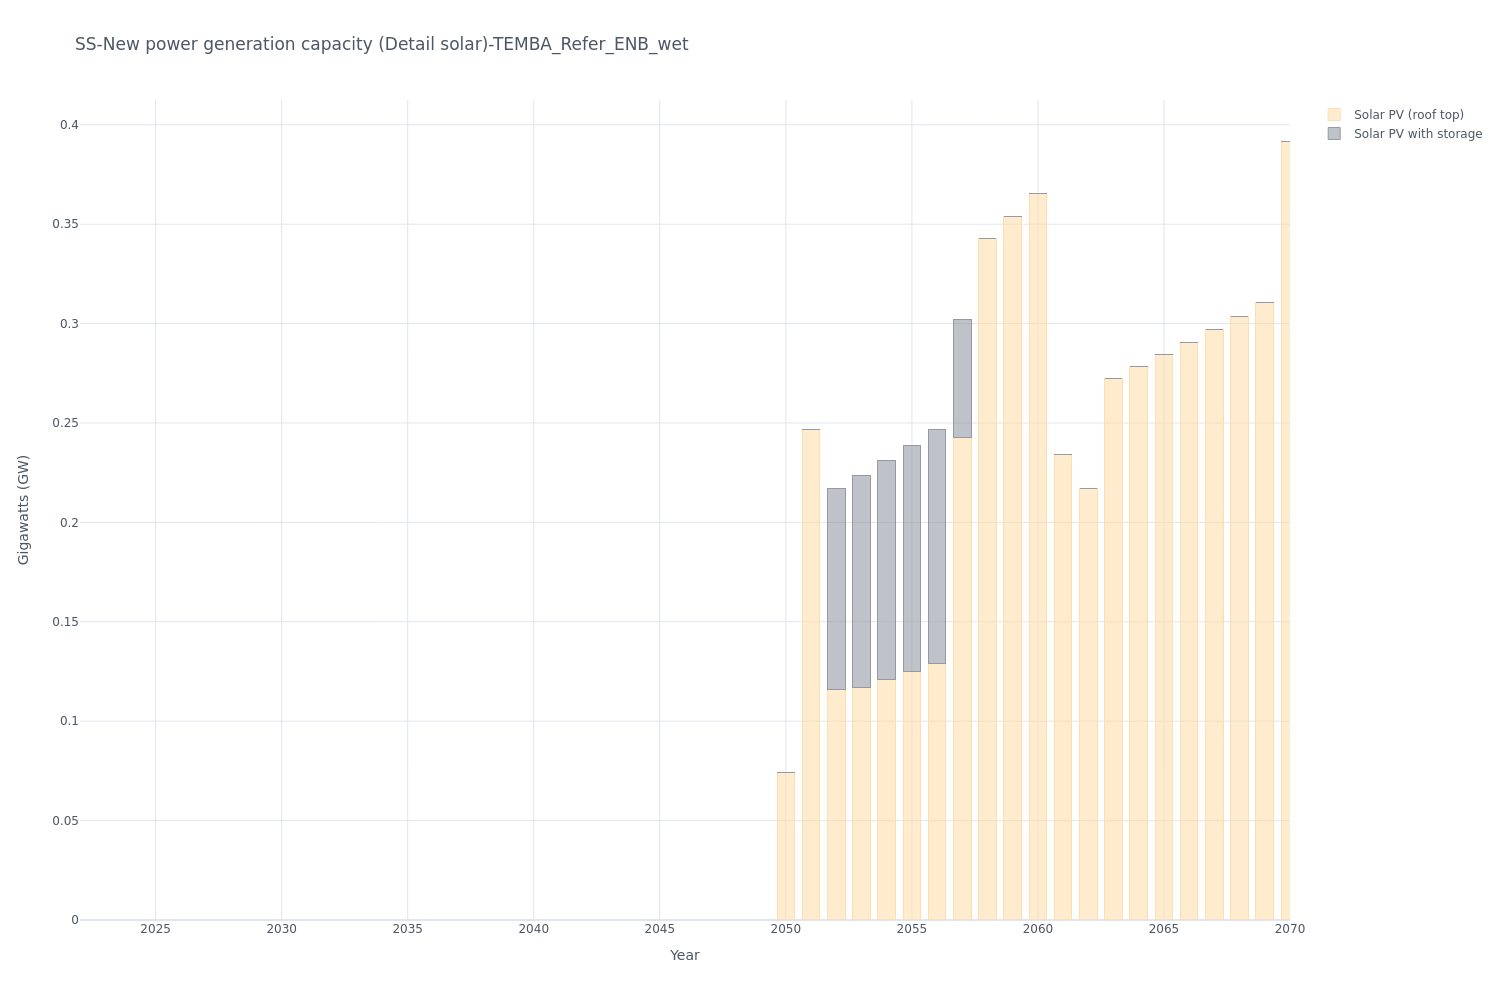 SS-New power generation capacity (Detail solar)-TEMBA_Refer_ENB_wet
Solar PV (roof top)
Solar PV with storage
0.4
0.35
0.3
0.25
0.2
0.15
0.1
0.05
0
Gigawatts (GW)
2025 2030 2035 2040 2045 2050 2055 2060 2065 2070
Year